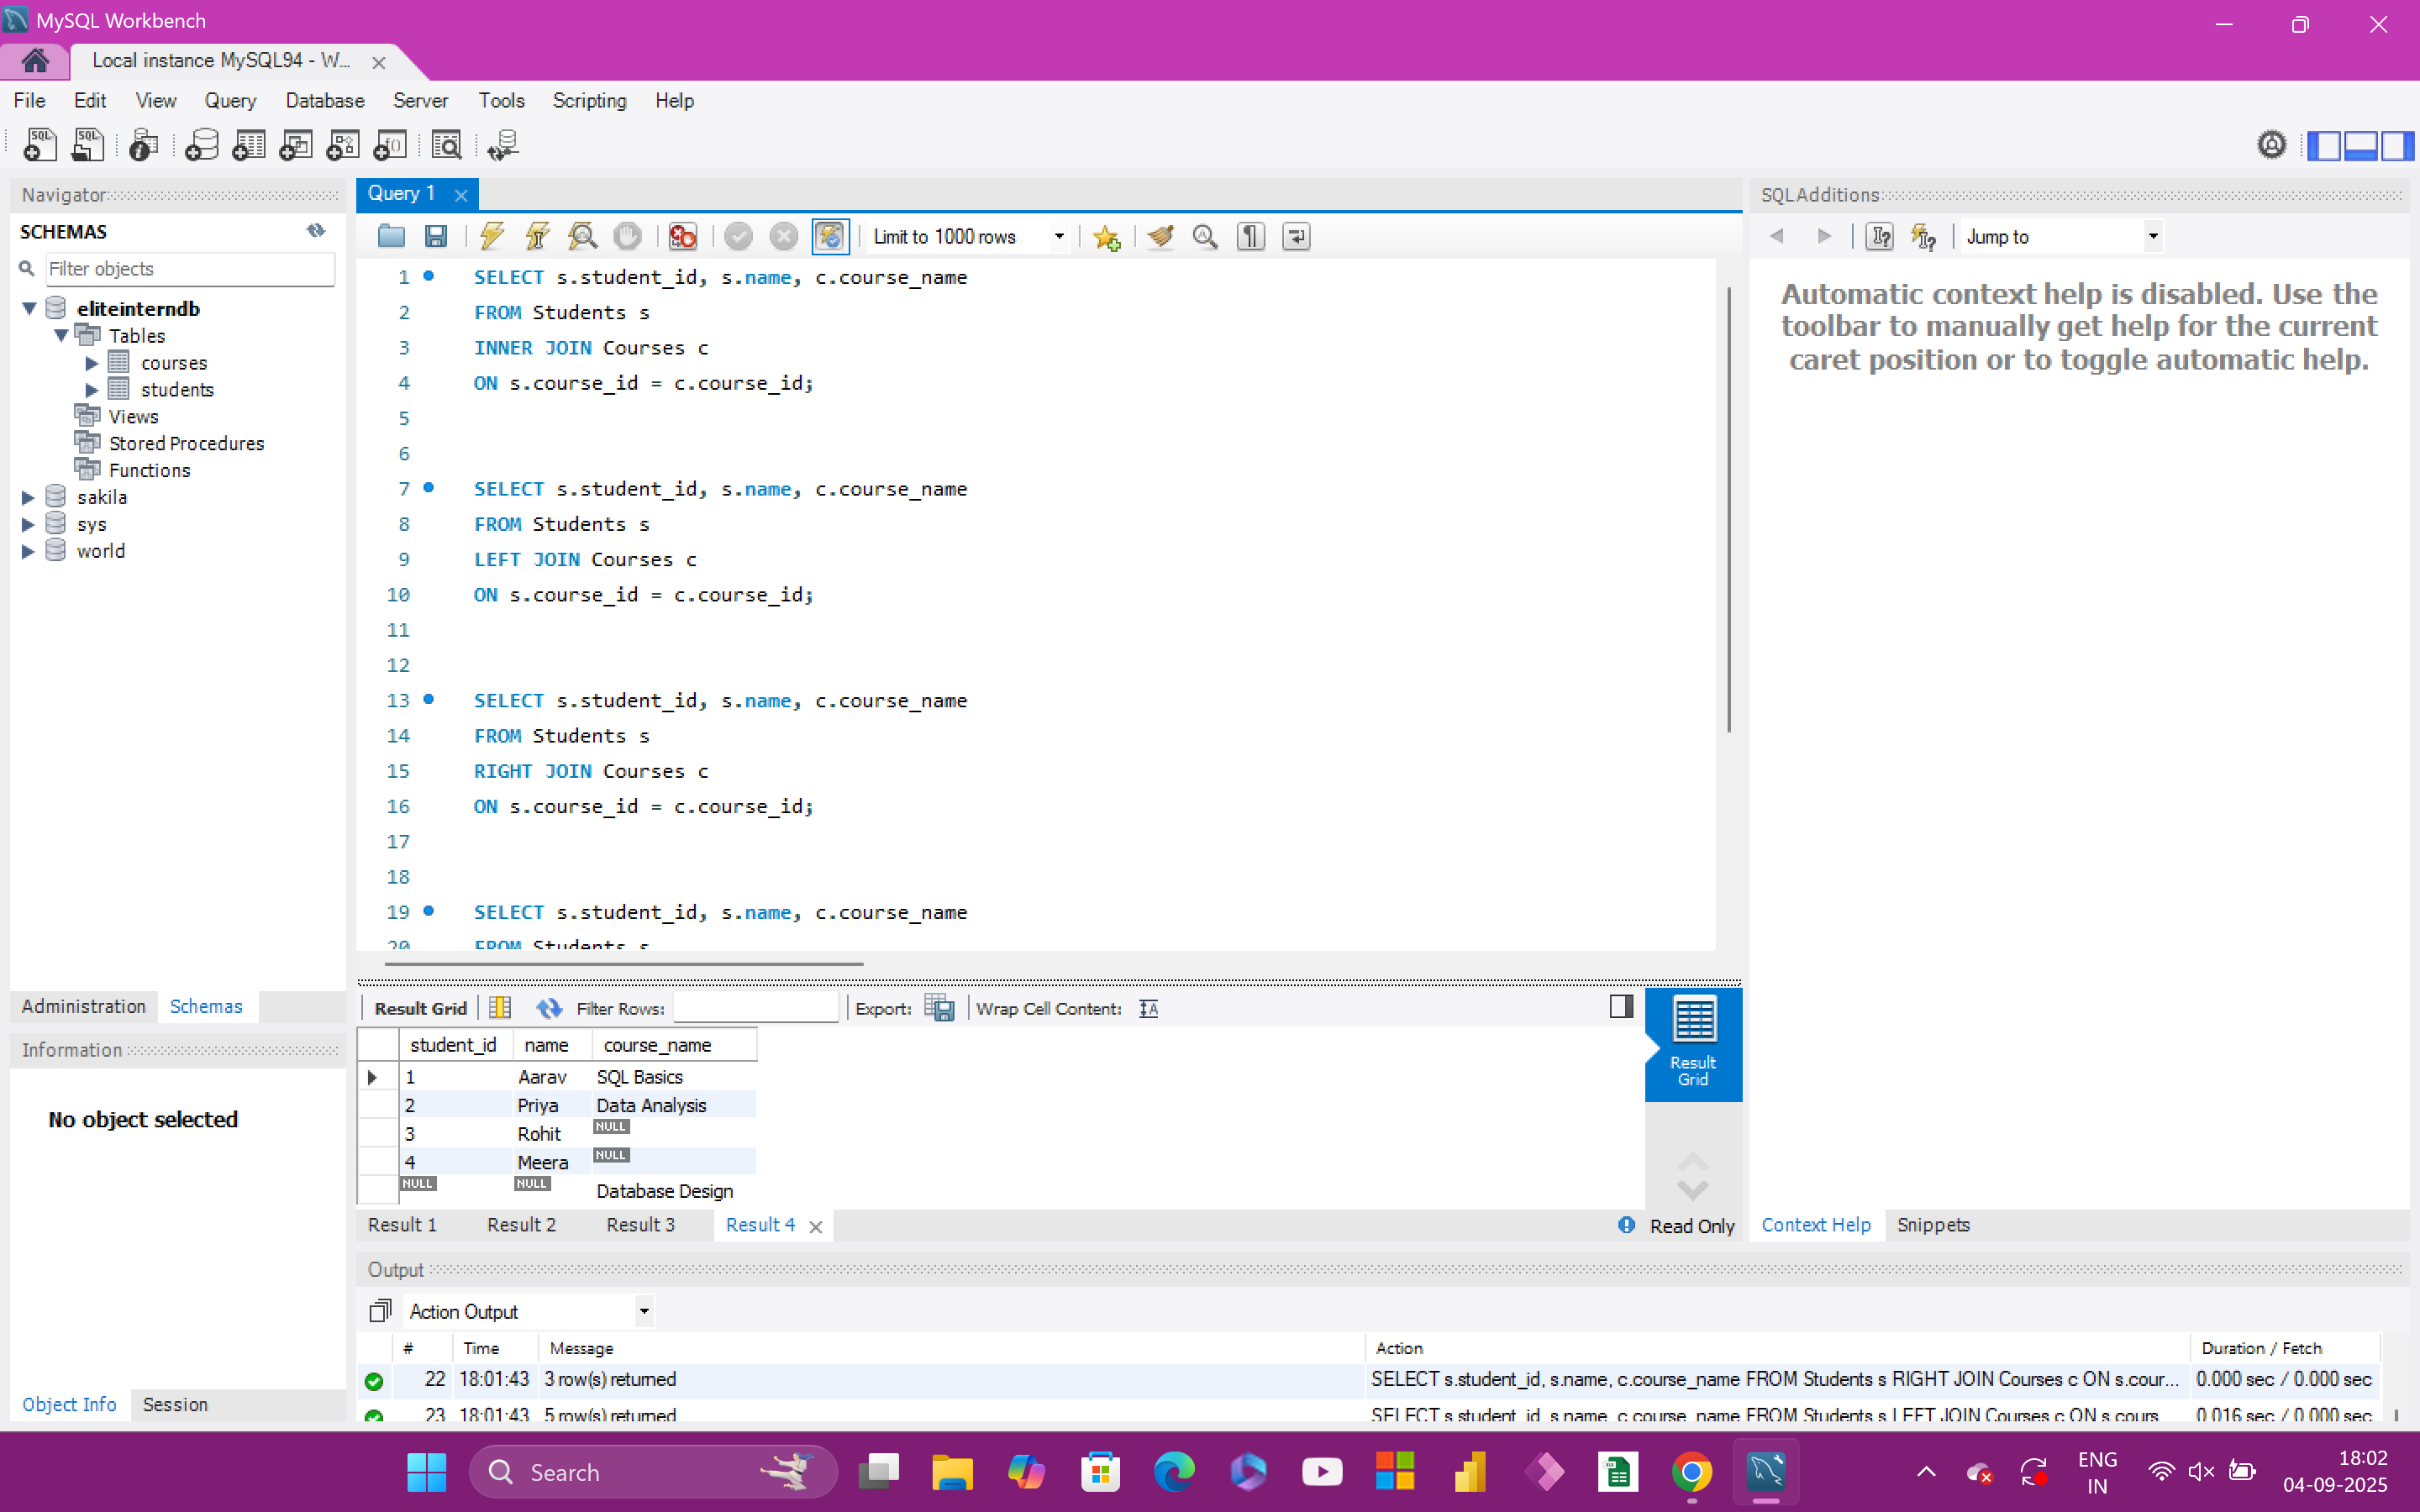 MySQL Workbench
Local instance MySQL94 - W...
File Edit View Query Database Server Tools Scripting Help
Navigator
SCHEMAS
Filter objects
eliteinterndb
Tables
courses
students
Views
Stored Procedures
Functions
sakila
sys
world
Administration Schemas
Information
No object selected
Object Info Session
Query 1
Limit to 1000 rows
1 SELECT s.student_id, s.name, c.course_name
2 FROM Students s
3 INNER JOIN Courses c
4 ON s.course_id = c.course_id;
5
6
7 SELECT s.student_id, s.name, c.course_name
8 FROM Students s
9 LEFT JOIN Courses c
10 ON s.course_id = c.course_id;
11
12
13 SELECT s.student_id, s.name, c.course_name
14 FROM Students s
15 RIGHT JOIN Courses c
16 ON s.course_id = c.course_id;
17
18
19 SELECT s.student_id, s.name, c.course_name
20 FROM Students s
Result Grid Filter Rows: Export: Wrap Cell Content:
student_id name course_name
1 Aarav SQL Basics
2 Priya Data Analysis
3 Rohit NULL
4 Meera NULL
NULL NULL Database Design
Result Grid
Result 1 Result 2 Result 3 Result 4
Read Only
SQLAdditions
Jump to
Automatic context help is disabled. Use the
toolbar to manually get help for the current
caret position or to toggle automatic help.
Context Help Snippets
Output
Action Output
# Time Message Action Duration / Fetch
22 18:01:43 3 row(s) returned SELECT s.student_id, s.name, c.course_name FROM Students s RIGHT JOIN Courses c ON s.cour... 0.000 sec / 0.000 sec
23 18:01:43 5 row(s) returned SELECT s.student_id, s.name, c.course_name FROM Students s LEFT JOIN Courses c ON s.cours... 0.016 sec / 0.000 sec
Search
ENG
IN
18:02
04-09-2025